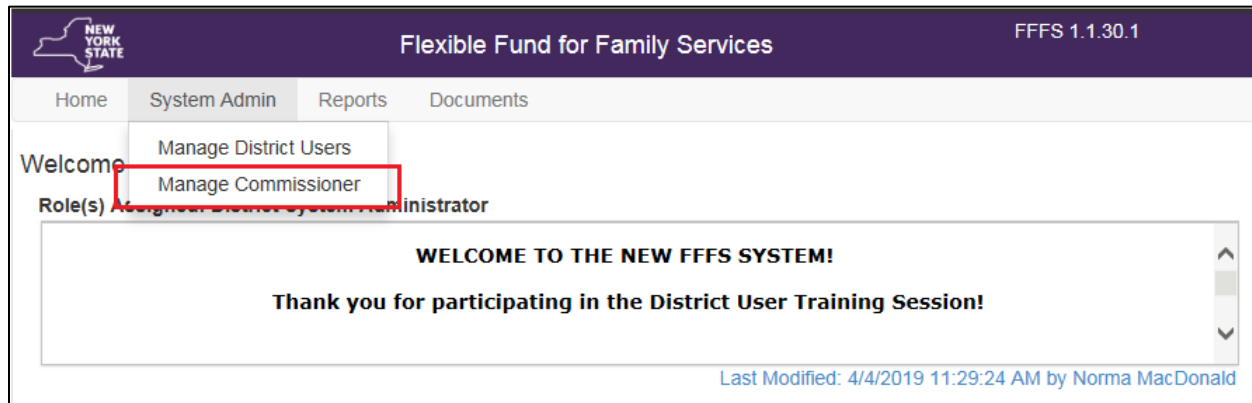 NEW
YORK
STATE
Flexible Fund for Family Services
FFFS 1.1.30.1
Home System Admin Reports Documents
Manage District Users
Welcome
Manage Commissioner
Role(s)
WELCOME TO THE NEW FFFS SYSTEM!
Thank you for participating in the District User Training Session!
Last Modified: 4/4/2019 11:29:24 AM by Norma MacDonald